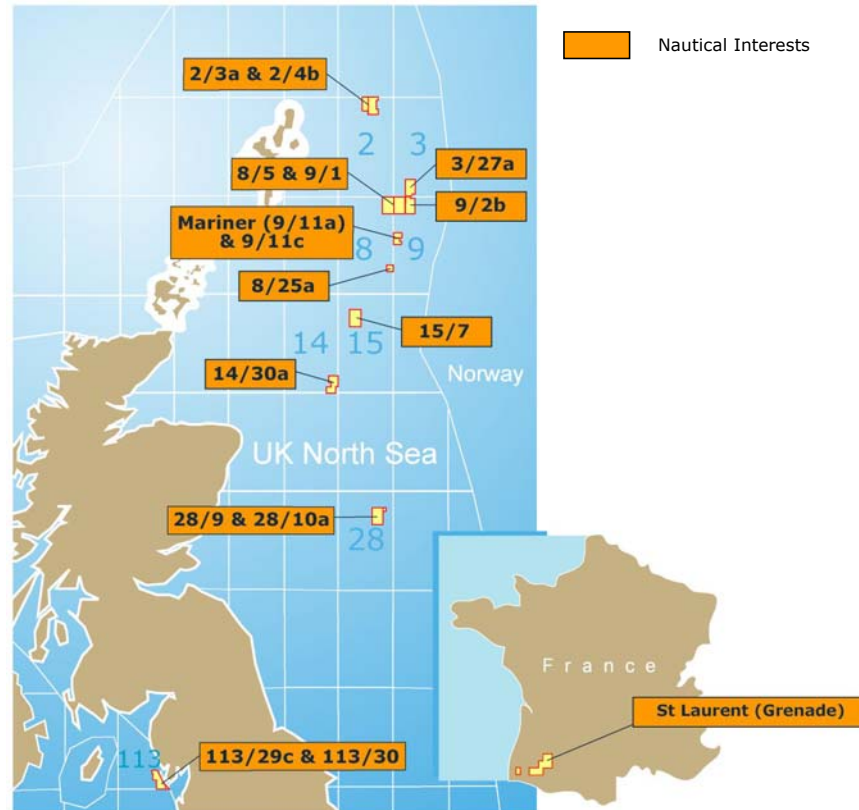 Nautical Interests
2/3a & 2/4b
2
3
8/5 & 9/1
3/27a
9/2b
Mariner (9/11a)
& 9/11c
8
9
8/25a
14
15
15/7
14/30a
Norway
UK North Sea
28/9 & 28/10a
28
France
St Laurent (Grenade)
113
113/29c & 113/30